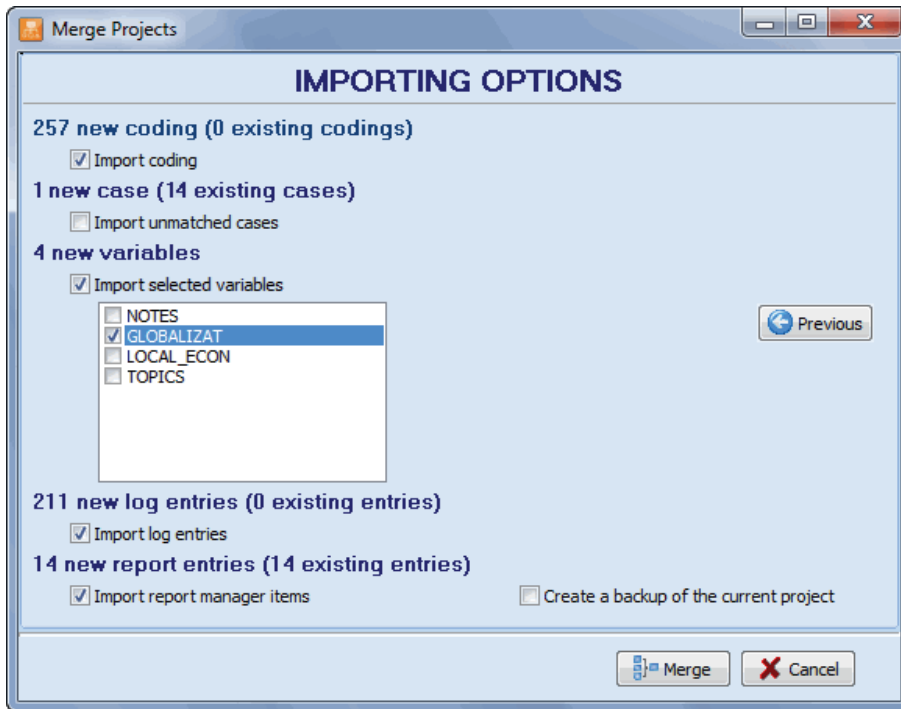 Merge Projects
IMPORTING OPTIONS
257 new coding (0 existing codings)
Import coding
1 new case (14 existing cases)
Import unmatched cases
4 new variables
Import selected variables
NOTES
GLOBALIZAT
LOCAL_ECON
TOPICS
Previous
211 new log entries (0 existing entries)
Import log entries
14 new report entries (14 existing entries)
Import report manager items
Create a backup of the current project
Merge
Cancel